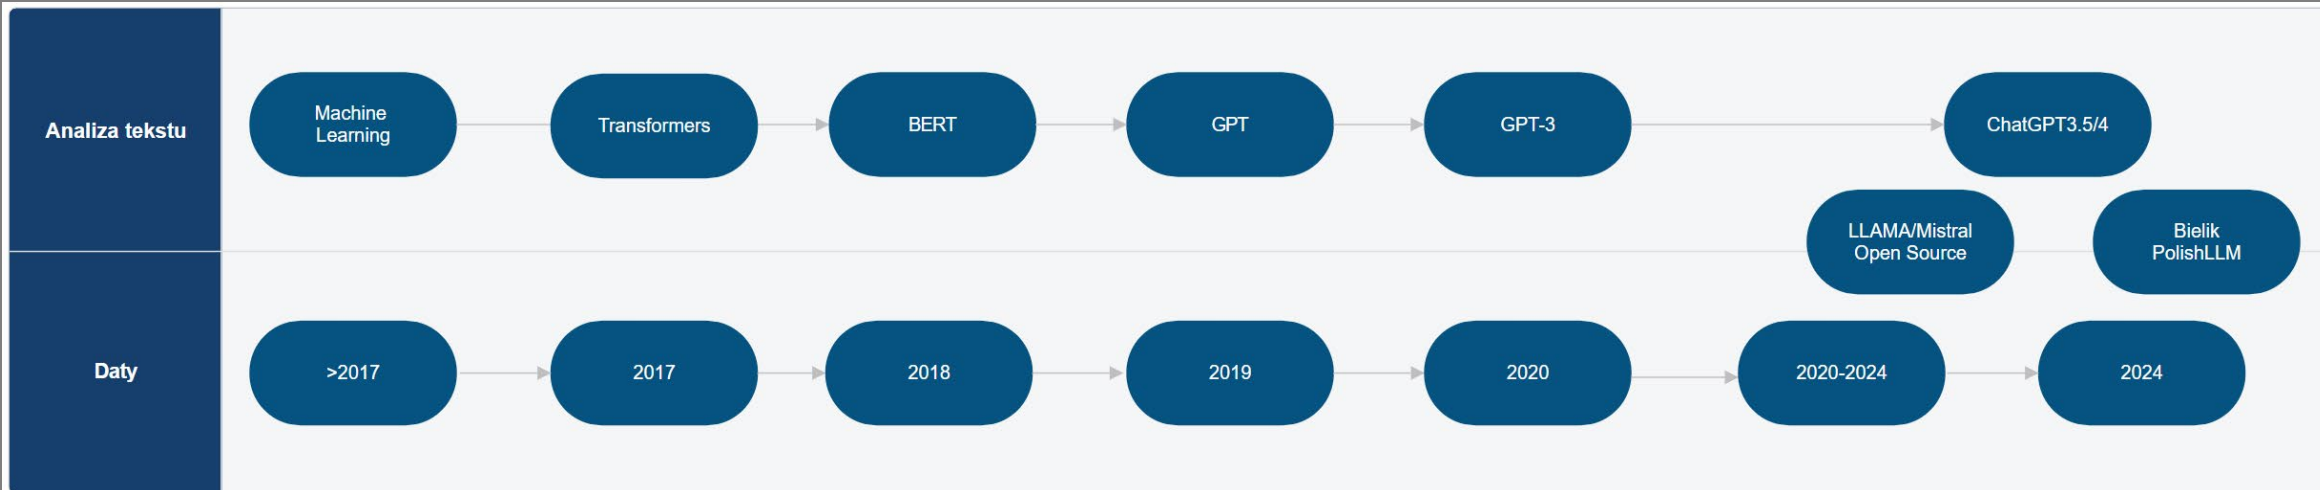 Analiza tekstu
Machine
Learning
Transformers
BERT
GPT
GPT-3
ChatGPT3.5/4
LLAMA/Mistral
Open Source
Bielik
PolishLLM
Daty
>2017
2017
2018
2019
2020
2020-2024
2024